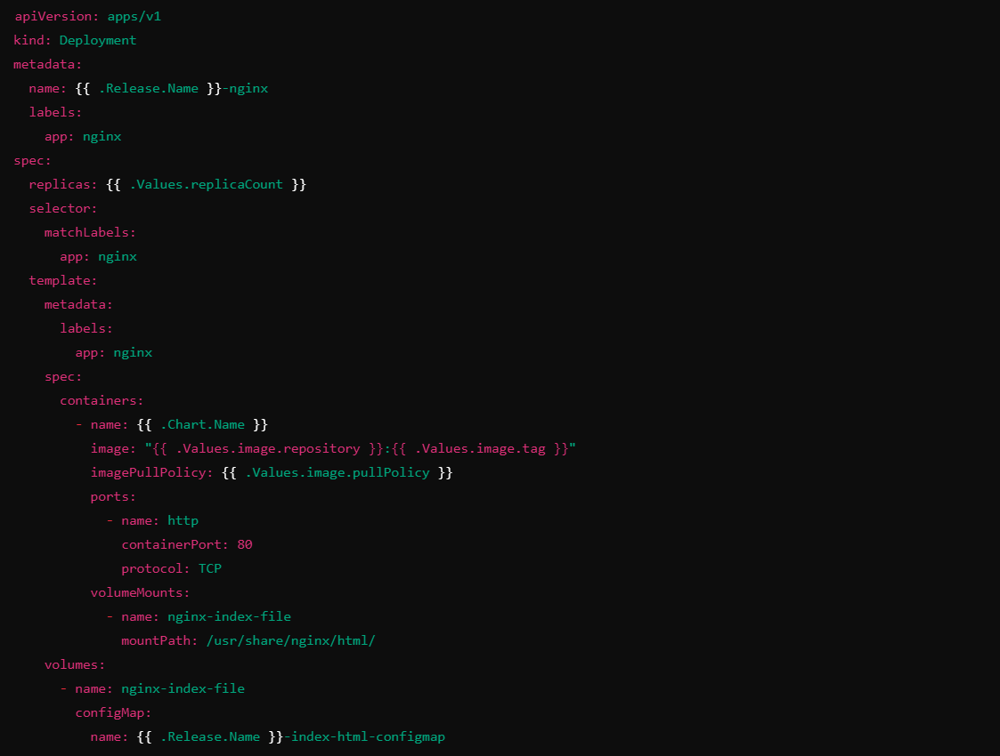 apiVersion: apps/v1
kind: Deployment
metadata:
  name: {{ .Release.Name }}-nginx
  labels:
    app: nginx
spec:
  replicas: {{ .Values.replicaCount }}
  selector:
    matchLabels:
      app: nginx
  template:
    metadata:
      labels:
        app: nginx
    spec:
      containers:
        - name: {{ .Chart.Name }}
          image: "{{ .Values.image.repository }}:{{ .Values.image.tag }}"
          imagePullPolicy: {{ .Values.image.pullPolicy }}
          ports:
            - name: http
              containerPort: 80
              protocol: TCP
          volumeMounts:
            - name: nginx-index-file
              mountPath: /usr/share/nginx/html/
    volumes:
      - name: nginx-index-file
        configMap:
          name: {{ .Release.Name }}-index-html-configmap